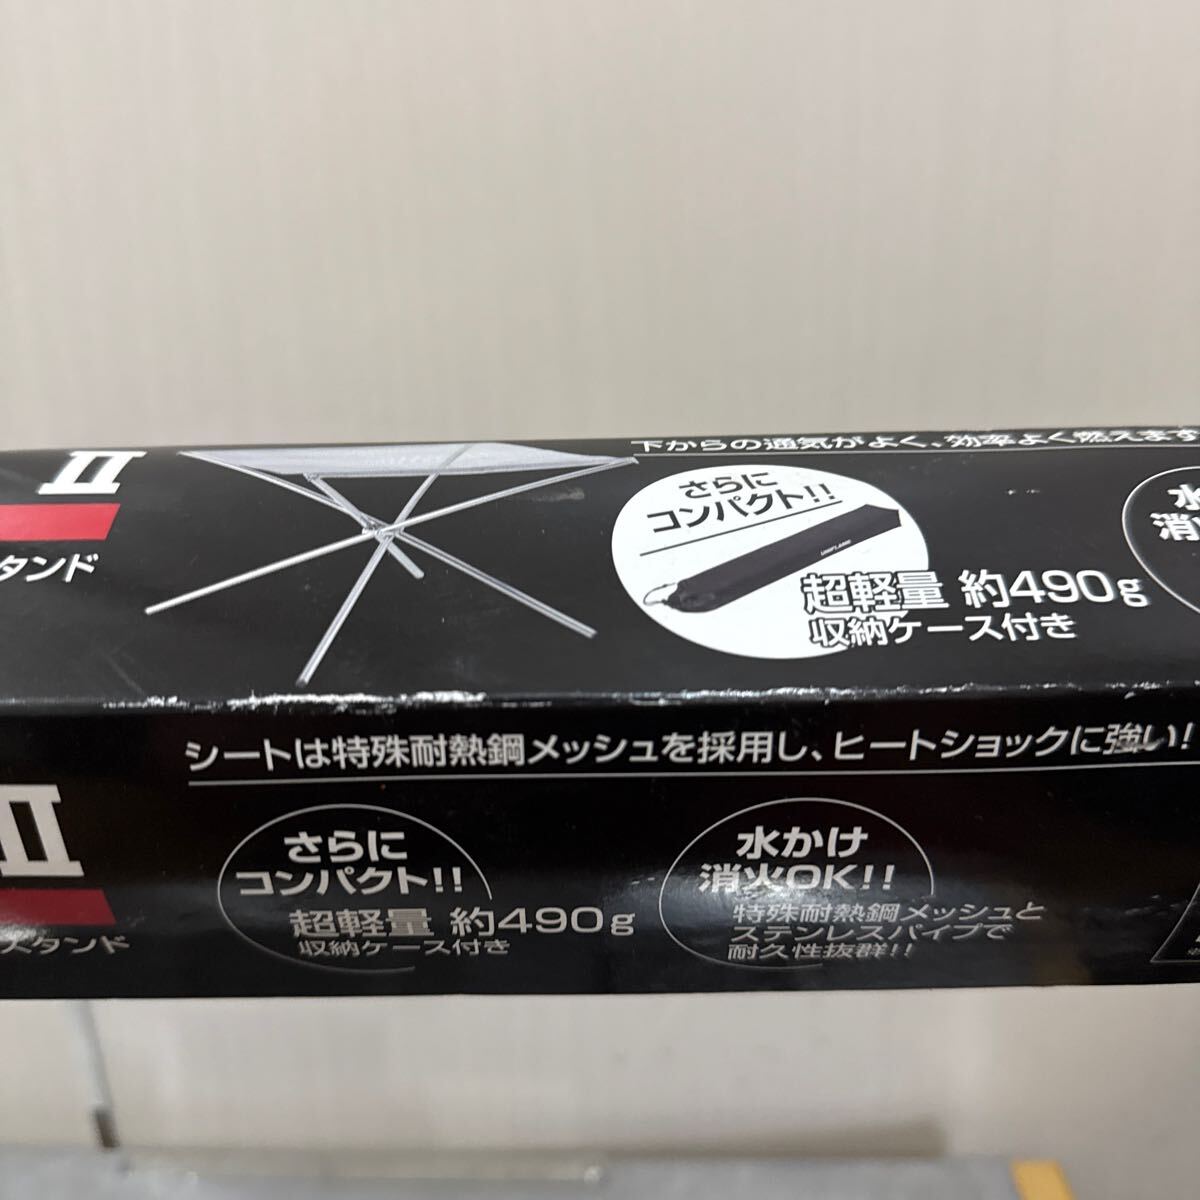 II
タンド
下からの通気がよく、効率よく燃えます
さらに
コンパクト!!
UNIFLAME
超軽量 約490g
収納ケース付き
水
消
シートは特殊耐熱鋼メッシュを採用し、ヒートショックに強い!
II
スタンド
さらに
コンパクト!!
超軽量 約490g
収納ケース付き
水かけ
消火OK!!
特殊耐熱鋼メッシュと
ステンレスパイプで
耐久性抜群!!